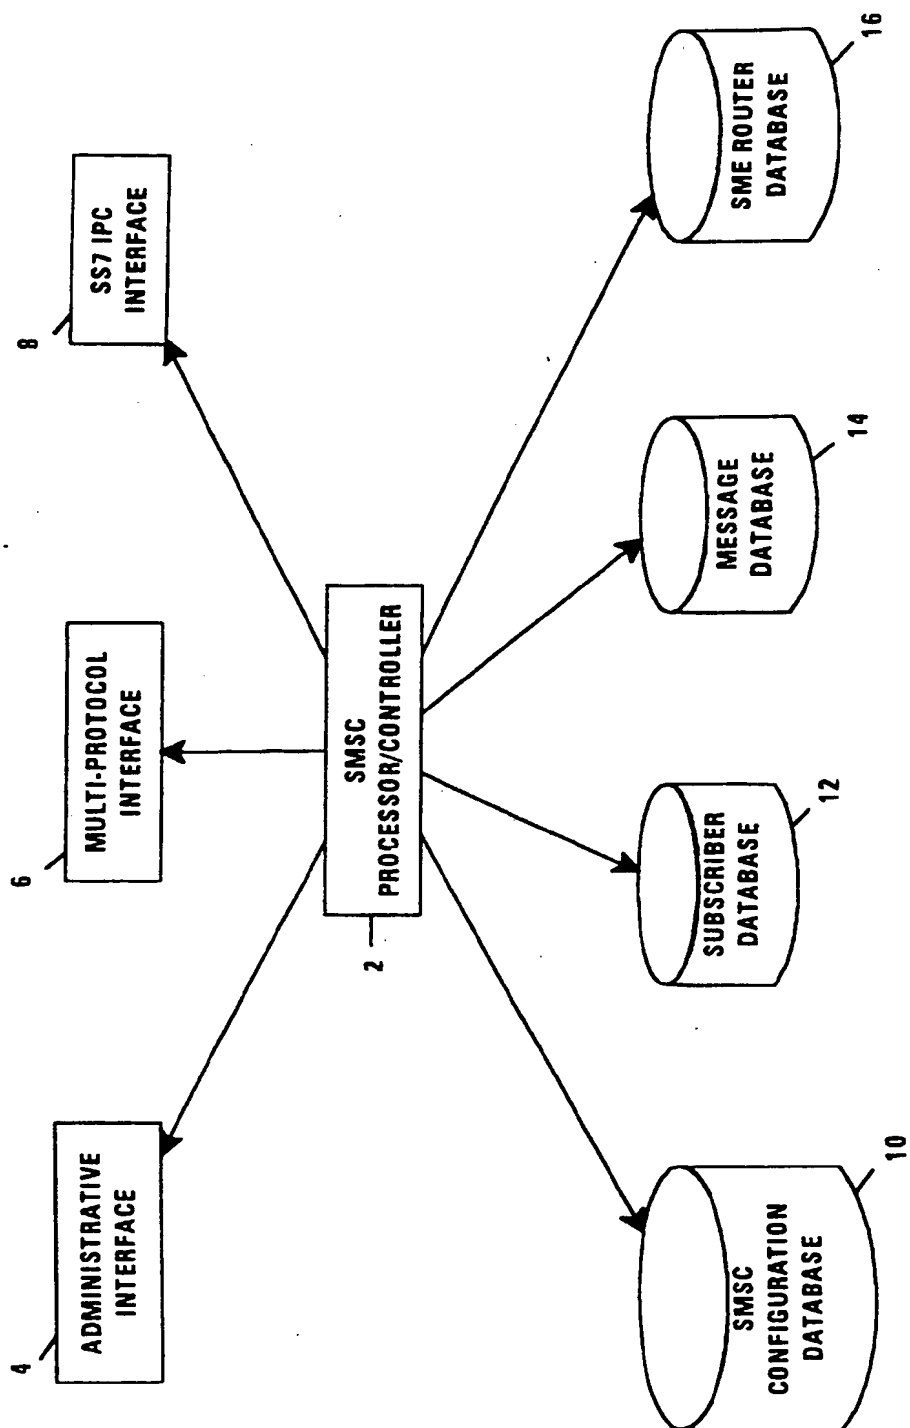 4
ADMINISTRATIVE
INTERFACE
6
MULTI-PROTOCOL
INTERFACE
8
SS7 IPC
INTERFACE
2
SMSC
PROCESSOR/CONTROLLER
SMSC
CONFIGURATION
DATABASE
10
SUBSCRIBER
DATABASE
12
MESSAGE
DATABASE
14
SME ROUTER
DATABASE
16